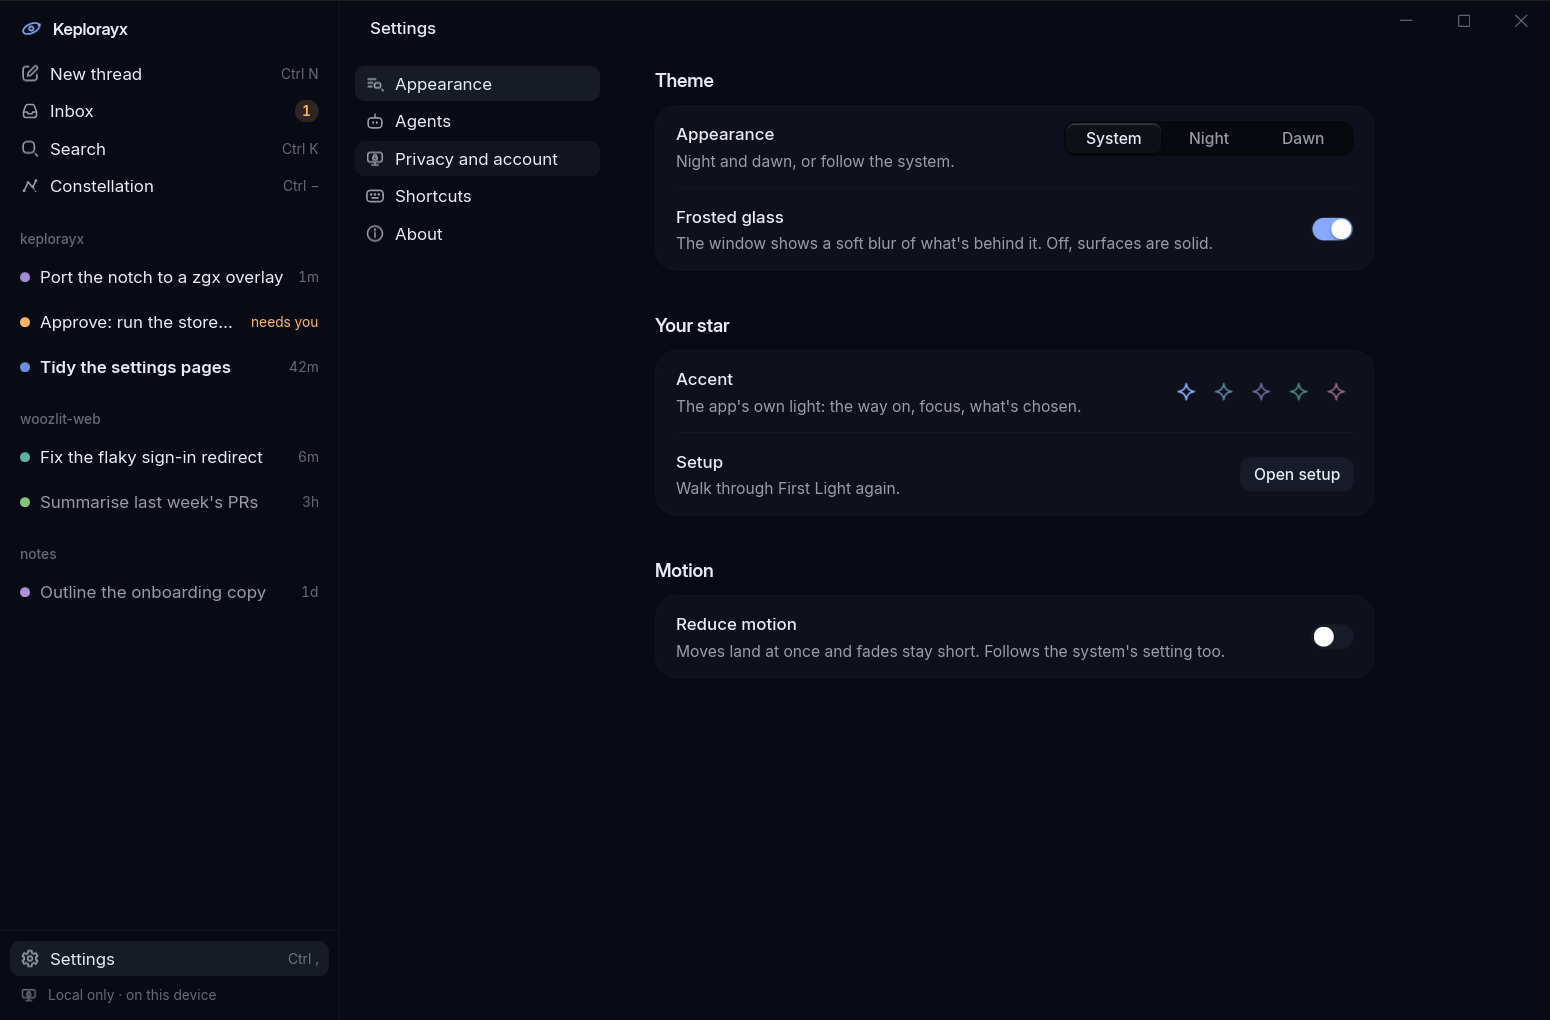 Keplorayx
New thread Ctrl N
Inbox 1
Search Ctrl K
Constellation Ctrl –
keplorayx
Port the notch to a zgx overlay 1m
Approve: run the store... needs you
Tidy the settings pages 42m
woozlit-web
Fix the flaky sign-in redirect 6m
Summarise last week's PRs 3h
notes
Outline the onboarding copy 1d
Settings Ctrl ,
Local only · on this device
Settings
Appearance
Agents
Privacy and account
Shortcuts
About
Theme
Appearance
Night and dawn, or follow the system.
System Night Dawn
Frosted glass
The window shows a soft blur of what's behind it. Off, surfaces are solid.
Your star
Accent
The app's own light: the way on, focus, what's chosen.
Setup
Walk through First Light again.
Open setup
Motion
Reduce motion
Moves land at once and fades stay short. Follows the system's setting too.